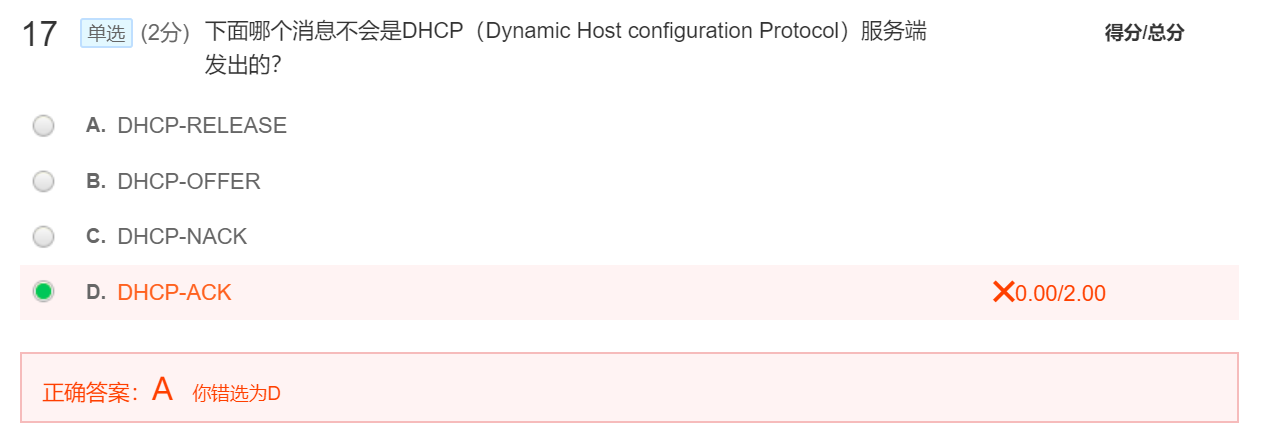 17 单选 (2分) 下面哪个消息不会是DHCP（Dynamic Host configuration Protocol）服务端 得分/总分
发出的?
A. DHCP-RELEASE
B. DHCP-OFFER
C. DHCP-NACK
D. DHCP-ACK ✕0.00/2.00
正确答案：A 你错选为D